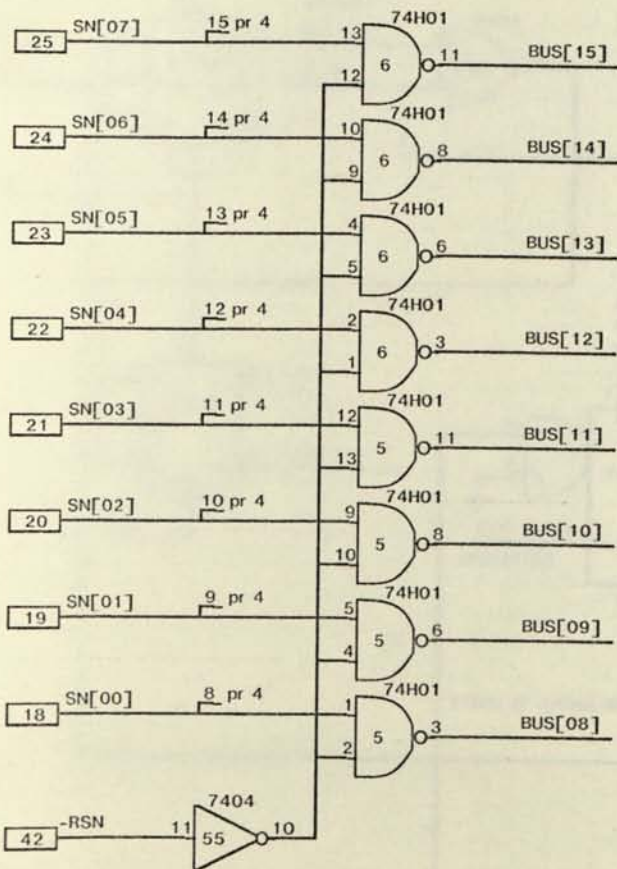 74H01
SN[07] 15 pr 4 13 11 BUS[15]
25 6
12
74H01
SN[06] 14 pr 4 10 8 BUS[14]
24 6
9
74H01
SN[05] 13 pr 4 4 6 BUS[13]
23 6
5
74H01
SN[04] 12 pr 4 2 3 BUS[12]
22 6
1
74H01
SN[03] 11 pr 4 12 11 BUS[11]
21 5
13
74H01
SN[02] 10 pr 4 9 8 BUS[10]
20 5
10
74H01
SN[01] 9 pr 4 5 6 BUS[09]
19 5
4
74H01
SN[00] 8 pr 4 1 3 BUS[08]
18 5
2
7404
-RSN 11 10
42 55